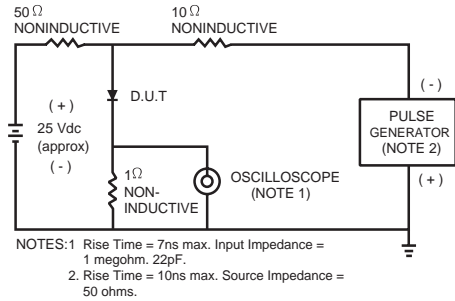 50 Ω
NONINDUCTIVE
10 Ω
NONINDUCTIVE
D.U.T
( + )
25 Vdc
(approx)
( - )
1Ω
NON-
INDUCTIVE
OSCILLOSCOPE
(NOTE 1)
( - )
PULSE
GENERATOR
(NOTE 2)
( + )
NOTES:1 Rise Time = 7ns max. Input Impedance =
1 megohm. 22pF.
2. Rise Time = 10ns max. Source Impedance =
50 ohms.